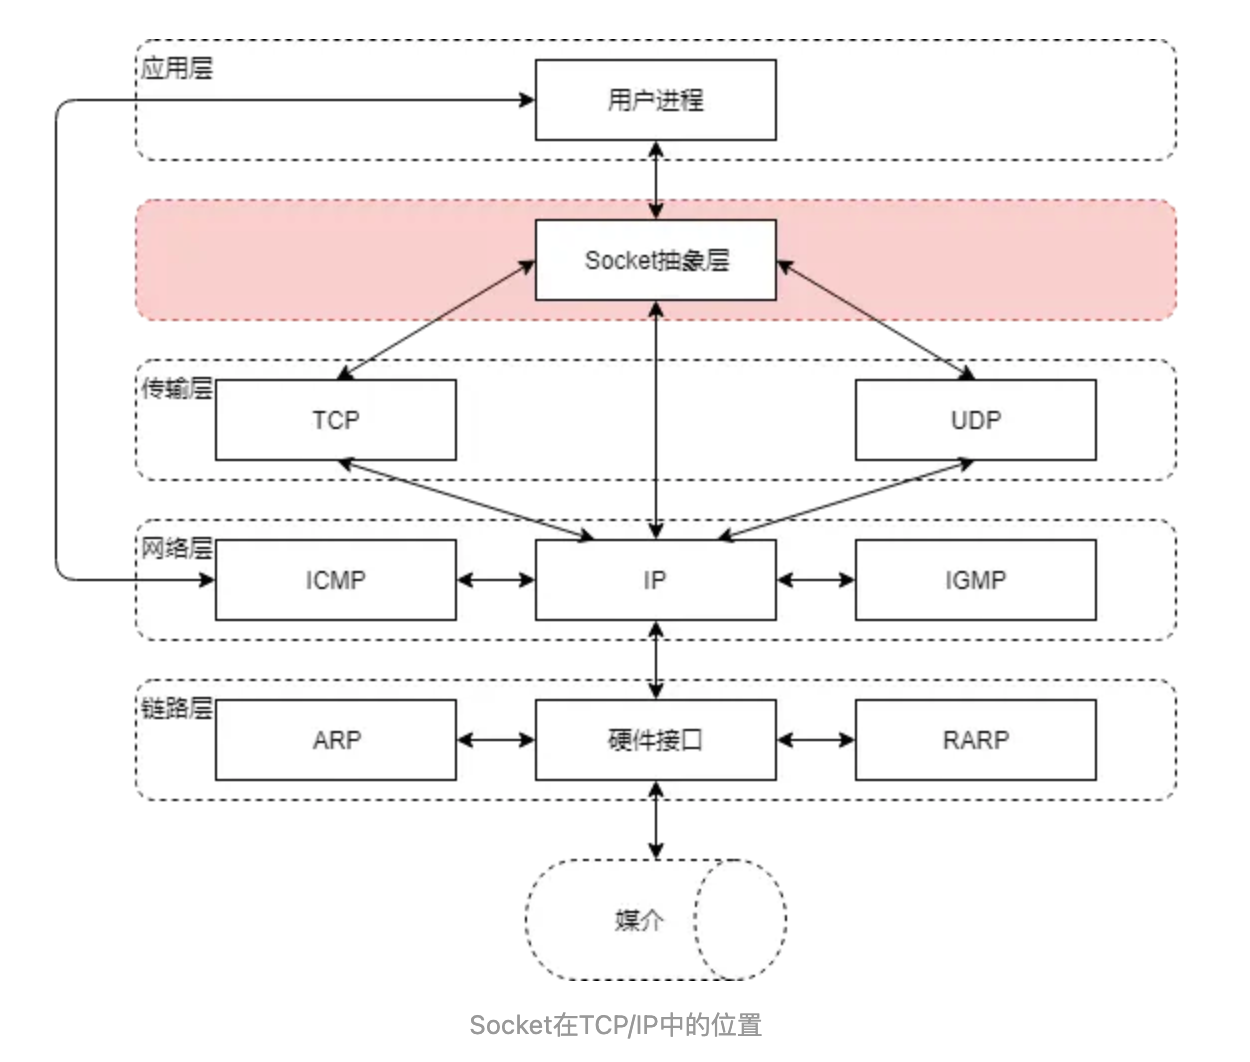 应用层
用户进程
Socket抽象层
传输层
TCP
UDP
网络层
ICMP
IP
IGMP
链路层
ARP
硬件接口
RARP
媒介
Socket在TCP/IP中的位置